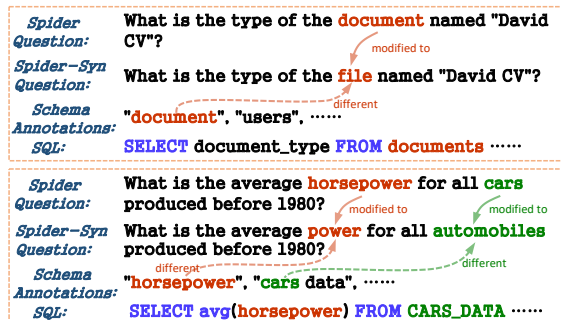 Spider Question: What is the type of the document named "David CV"?
modified to
Spider-Syn Question: What is the type of the file named "David CV"?
different
Schema Annotations: "document", "users", ······
SQL: SELECT document_type FROM documents ······
Spider Question: What is the average horsepower for all cars produced before 1980?
modified to modified to
Spider-Syn Question: What is the average power for all automobiles produced before 1980?
different different
Schema Annotations: "horsepower", "cars data", ······
SQL: SELECT avg(horsepower) FROM CARS_DATA ······